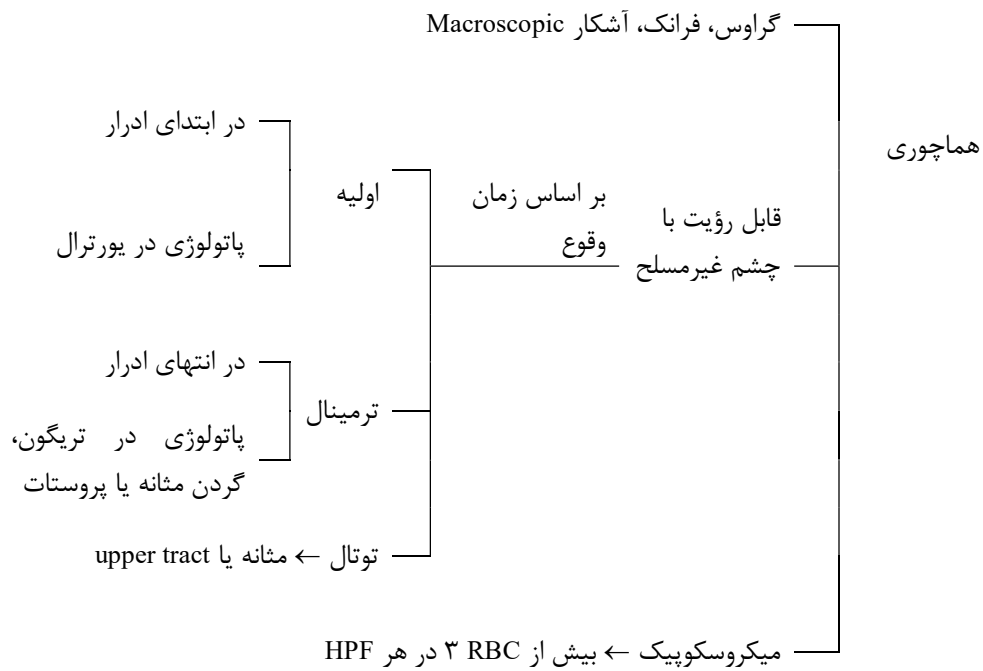 گراوس، فرانک، آشکار Macroscopic
هماچوری
قابل رؤیت با
چشم غیرمسلح
بر اساس زمان
وقوع
اولیه
در ابتدای ادرار
پاتولوژی در یورترال
ترمینال
در انتهای ادرار
پاتولوژی در تریگون،
گردن مثانه یا پروستات
توتال ← مثانه یا upper tract
میکروسکوپیک ← بیش از ۳ RBC در هر HPF